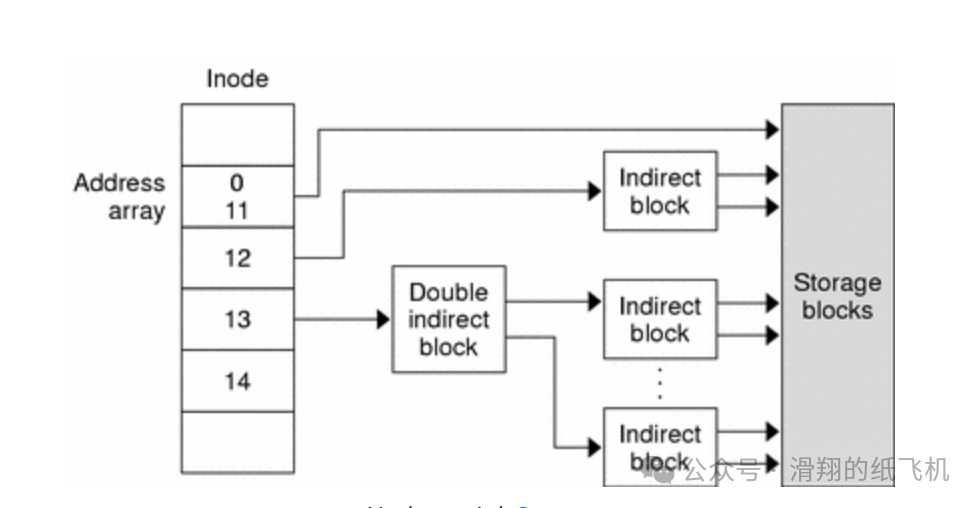 Inode
Address
array
0
11
12
13
14
Double
indirect
block
Indirect
block
Indirect
block
Indirect
block
Storage
blocks
公众号 · 滑翔的纸飞机